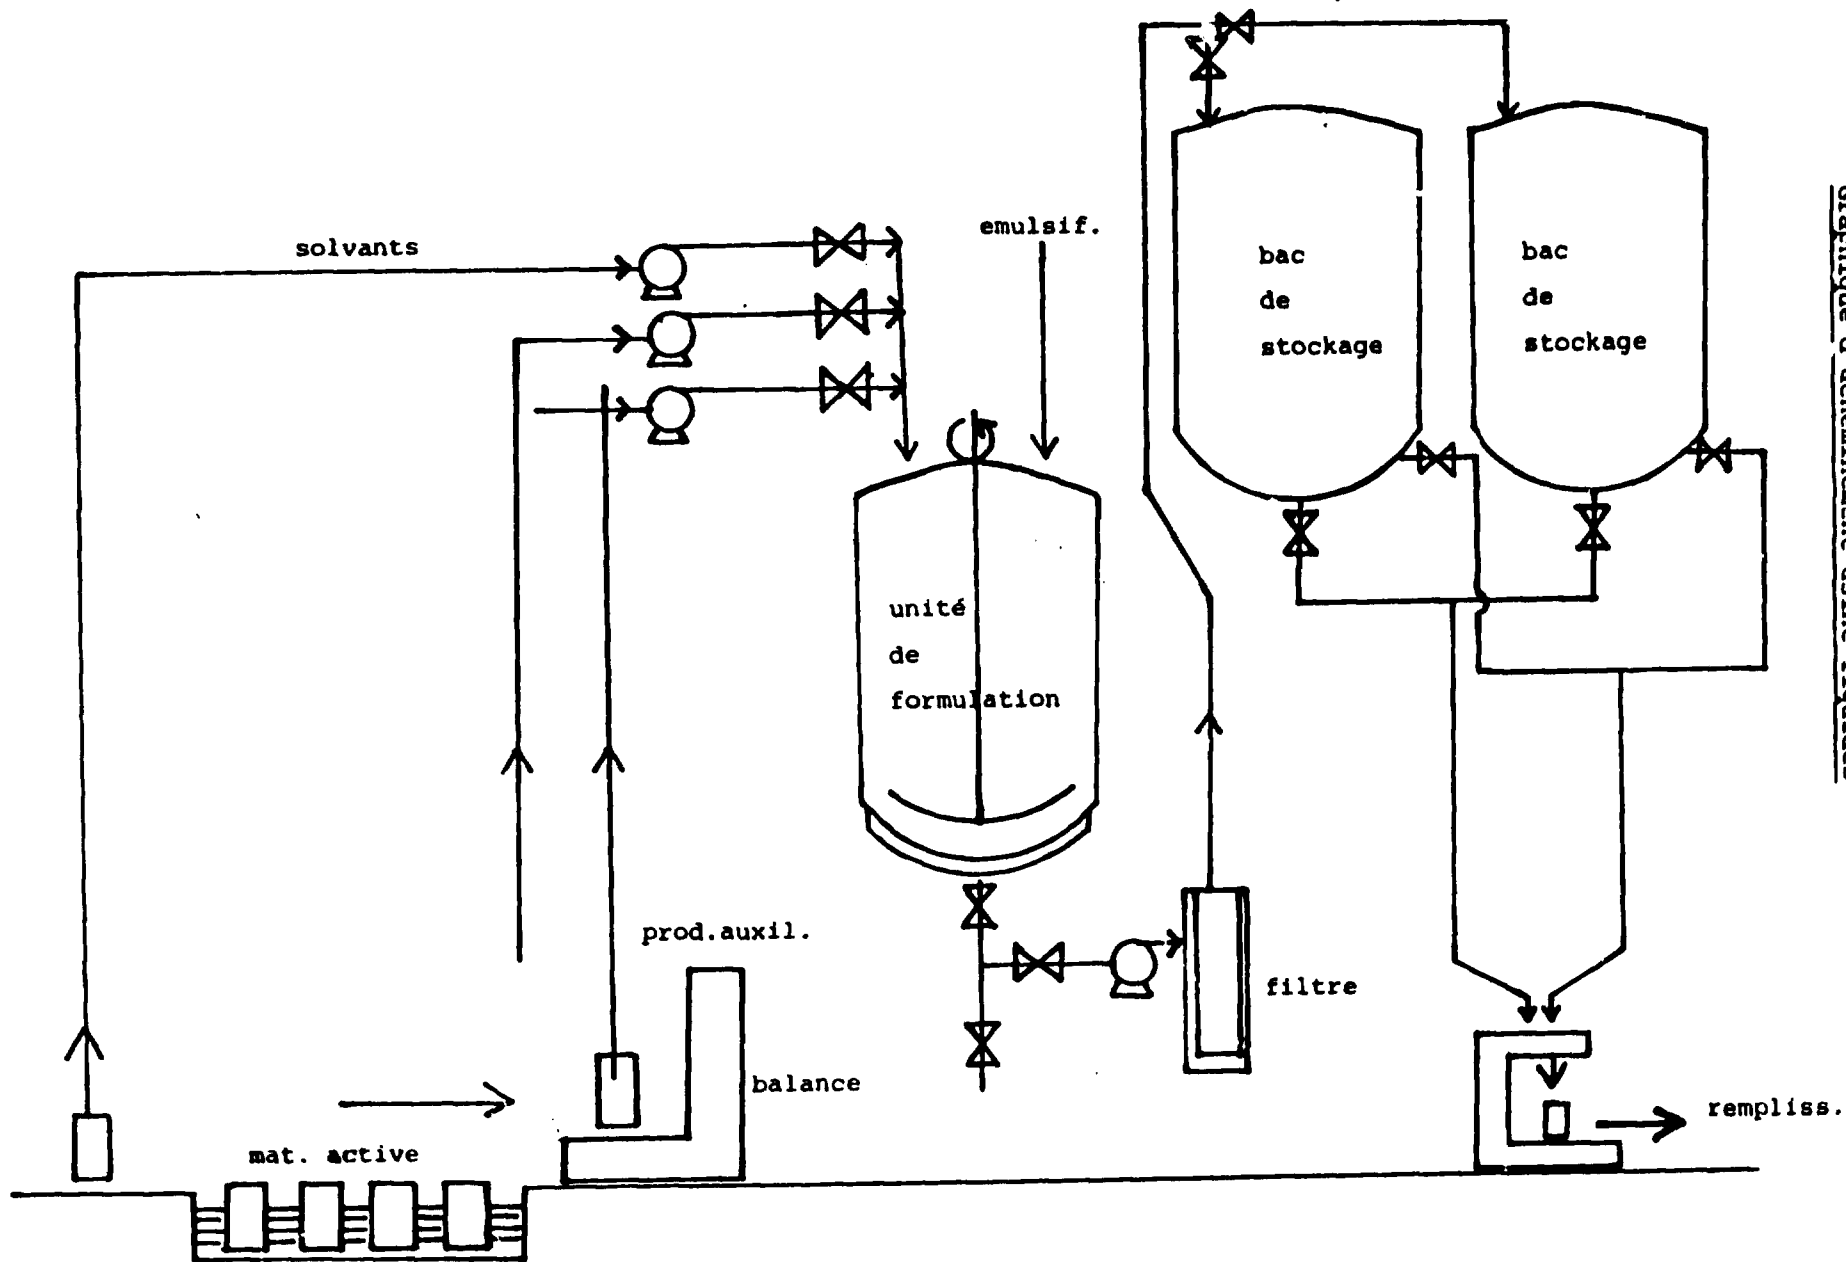 solvants
emulsif.
bac
de
stockage
bac
de
stockage
unité
de
formulation
prod.auxil.
balance
filtre
mat. active
rempliss.